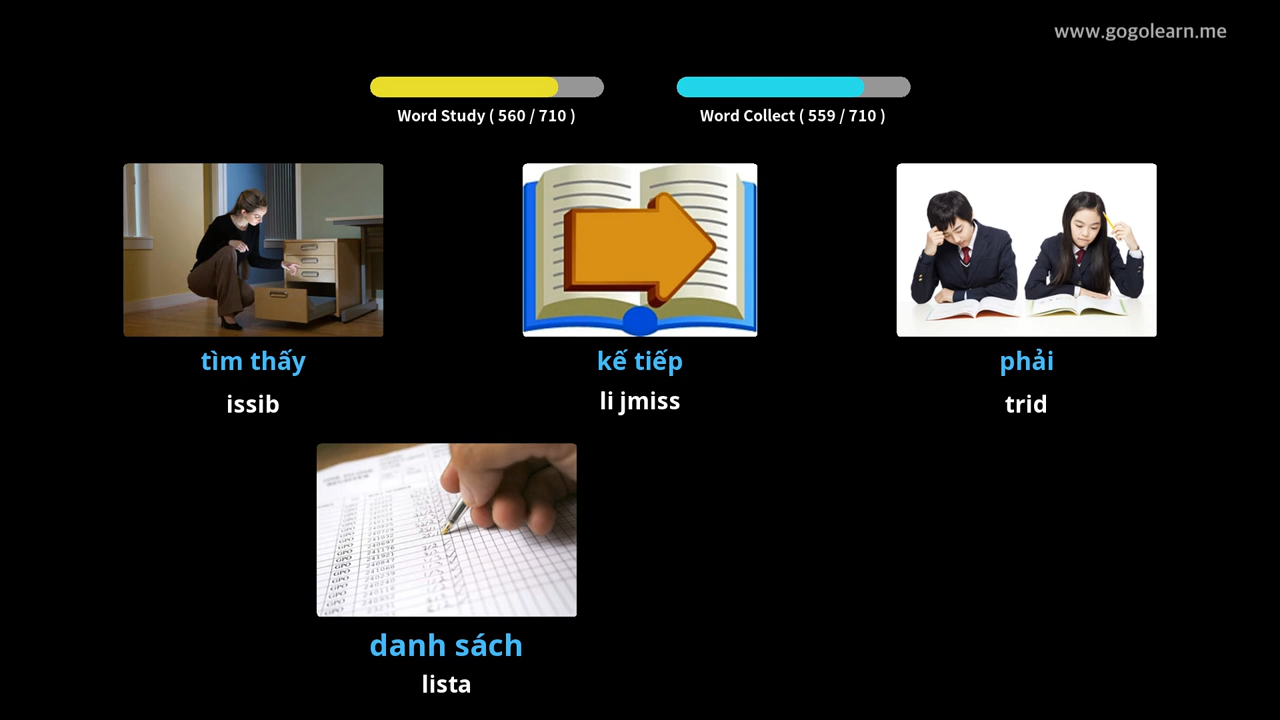 www.gogolearn.me
Word Study ( 560 / 710 )
Word Collect ( 559 / 710 )
tìm thấy
issib
kế tiếp
li jmiss
phải
trid
danh sách
lista